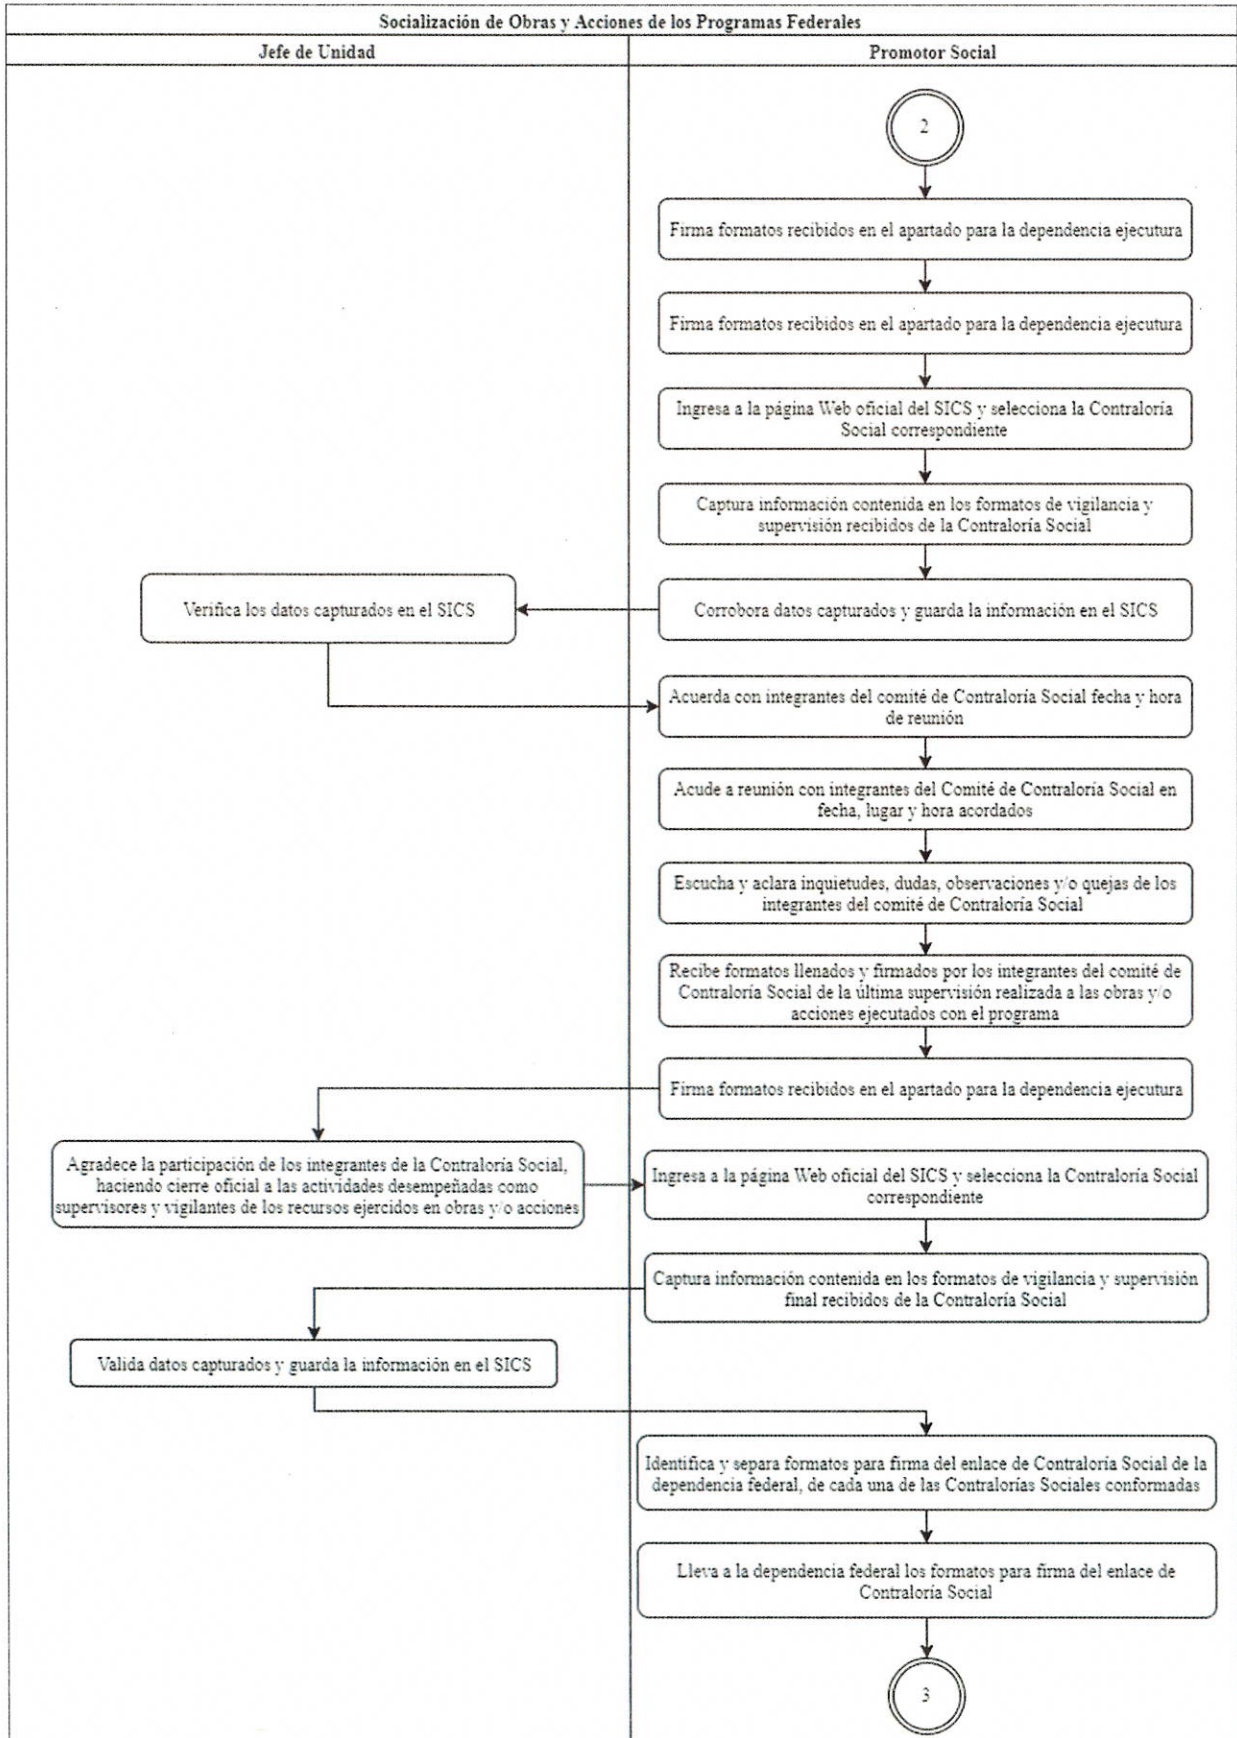 Socialización de Obras y Acciones de los Programas Federales
Jefe de Unidad
Promotor Social
2
Firma formatos recibidos en el apartado para la dependencia ejecutura
Firma formatos recibidos en el apartado para la dependencia ejecutura
Ingresa a la página Web oficial del SICS y selecciona la Contraloría
Social correspondiente
Captura información contenida en los formatos de vigilancia y
supervisión recibidos de la Contraloría Social
Corrobora datos capturados y guarda la información en el SICS
Verifica los datos capturados en el SICS
Acuerda con integrantes del comité de Contraloría Social fecha y hora
de reunión
Acude a reunión con integrantes del Comité de Contraloría Social en
fecha, lugar y hora acordados
Escucha y aclara inquietudes, dudas, observaciones y/o quejas de los
integrantes del comité de Contraloría Social
Recibe formatos llenados y firmados por los integrantes del comité de
Contraloría Social de la última supervisión realizada a las obras y/o
acciones ejecutados con el programa
Firma formatos recibidos en el apartado para la dependencia ejecutura
Agradece la participación de los integrantes de la Contraloría Social,
haciendo cierre oficial a las actividades desempeñadas como
supervisores y vigilantes de los recursos ejercidos en obras y/o acciones
Ingresa a la página Web oficial del SICS y selecciona la Contraloría Social
correspondiente
Captura información contenida en los formatos de vigilancia y supervisión
final recibidos de la Contraloría Social
Valida datos capturados y guarda la información en el SICS
Identifica y separa formatos para firma del enlace de Contraloría Social de la
dependencia federal, de cada una de las Contralorías Sociales conformadas
Lleva a la dependencia federal los formatos para firma del enlace de
Contraloría Social
3